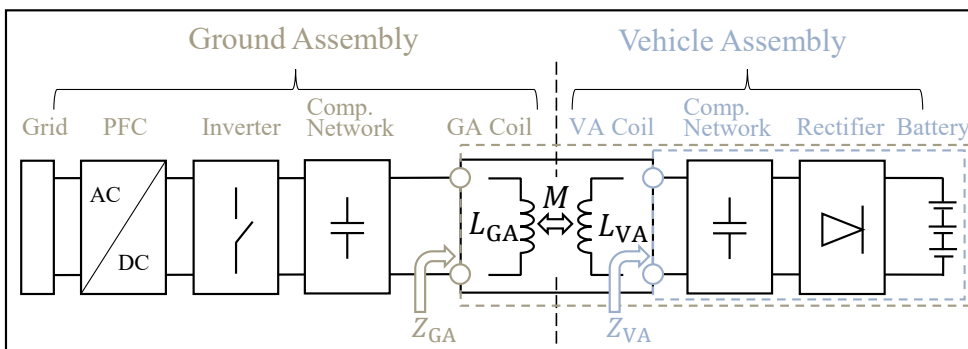 Ground Assembly
Vehicle Assembly
Grid
PFC
Inverter
Comp.
Network
GA Coil
VA Coil
Comp.
Network
Rectifier
Battery
AC
DC
L_GA
M
L_VA
Z_GA
Z_VA